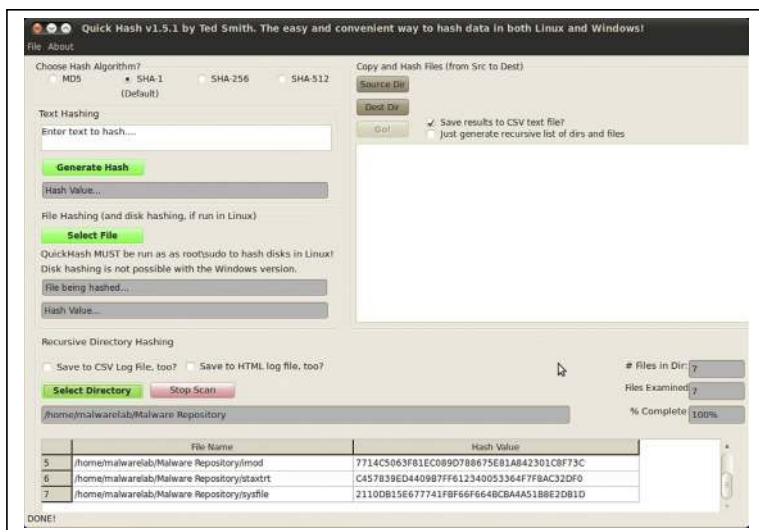 Quick Hash v1.5.1 by Ted Smith. The easy and convenient way to hash data in both Linux and Windows!
File About
Choose Hash Algorithm?
MD5 SHA-1 SHA-256 SHA-512
(Default)
Text Hashing
Enter text to hash....
Generate Hash
Hash Value...
File Hashing (and disk hashing, if run in Linux)
Select File
QuickHash MUST be run as as root\sudo to hash disks in Linux!
Disk hashing is not possible with the Windows version.
File being hashed...
Hash Value...
Copy and Hash Files (from Src to Dest)
Source Dir
Dest Dir
Go!
Save results to CSV text file?
Just generate recursive list of dirs and files
Recursive Directory Hashing
Save to CSV Log File, too? Save to HTML log file, too?
Select Directory Stop Scan
/home/malwarelab/Malware Repository
# Files in Dir: 7
Files Examined 7
% Complete 100%
File Name Hash Value
5 /home/malwarelab/Malware Repository/imod 7714C5063F81EC089D788675E81A842301C8F73C
6 /home/malwarelab/Malware Repository/staxtrt C457B39ED4409B7FF612340053364F7F8AC32DF0
7 /home/malwarelab/Malware Repository/sysfile 2110DB15E677741FBF66F664BCBA4A51B8E2DB1D
DONE!